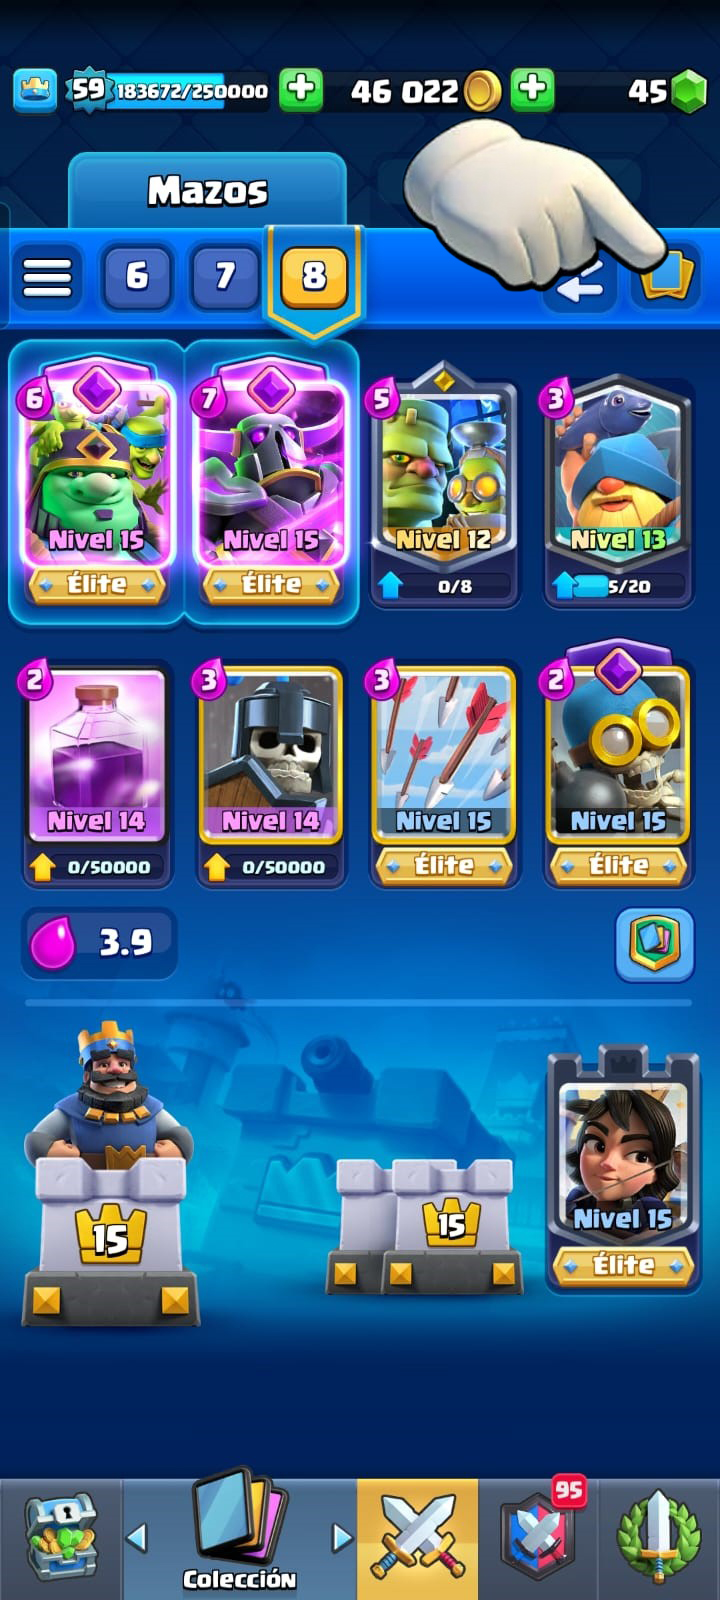 59 183672/250000 46 022 45
Mazos
6 7 8
6 7 5 3
Nivel 15 Nivel 15 Nivel 12 Nivel 13
Élite Élite 0/8 5/20
2 3 3 2
Nivel 14 Nivel 14 Nivel 15 Nivel 15
0/50000 0/50000 Élite Élite
3.9
15 15 Nivel 15
Élite
95
Colección